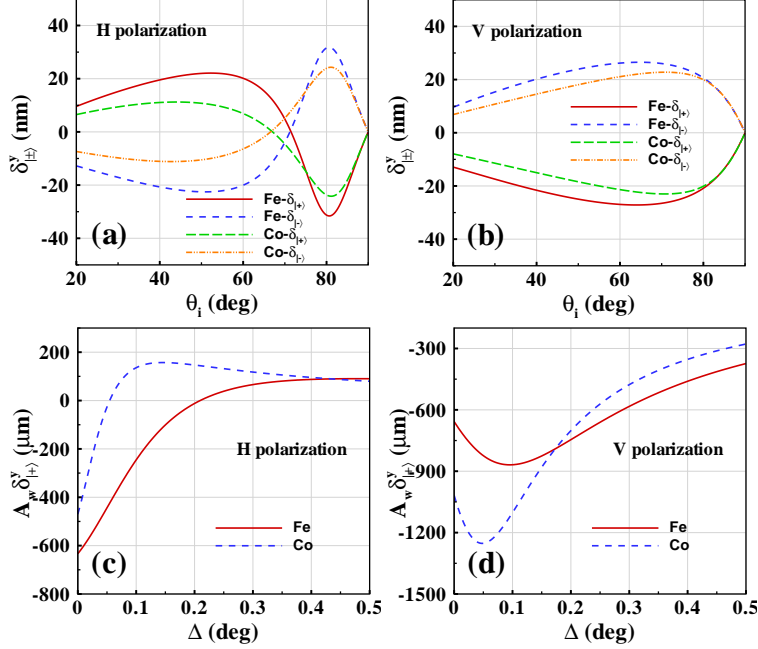 H polarization
δ^y_|±⟩ (nm)
40
20
0
-20
-40
Fe-δ_|+⟩
Fe-δ_|-⟩
Co-δ_|+⟩
Co-δ_|-⟩
(a)
20 30 40 50 60 70 80 90
θ_i (deg)
V polarization
δ^y_|±⟩ (nm)
40
20
0
-20
-40
Fe-δ_|+⟩
Fe-δ_|-⟩
Co-δ_|+⟩
Co-δ_|-⟩
(b)
20 40 60 80
θ_i (deg)
A_w δ^y_|+⟩ (μm)
200
0
-200
-400
-600
-800
H polarization
Fe
Co
(c)
0 0.1 0.2 0.3 0.4 0.5
Δ (deg)
A_w δ^y_|+⟩ (μm)
-300
-600
-900
-1200
-1500
V polarization
Fe
Co
(d)
0 0.1 0.2 0.3 0.4 0.5
Δ (deg)